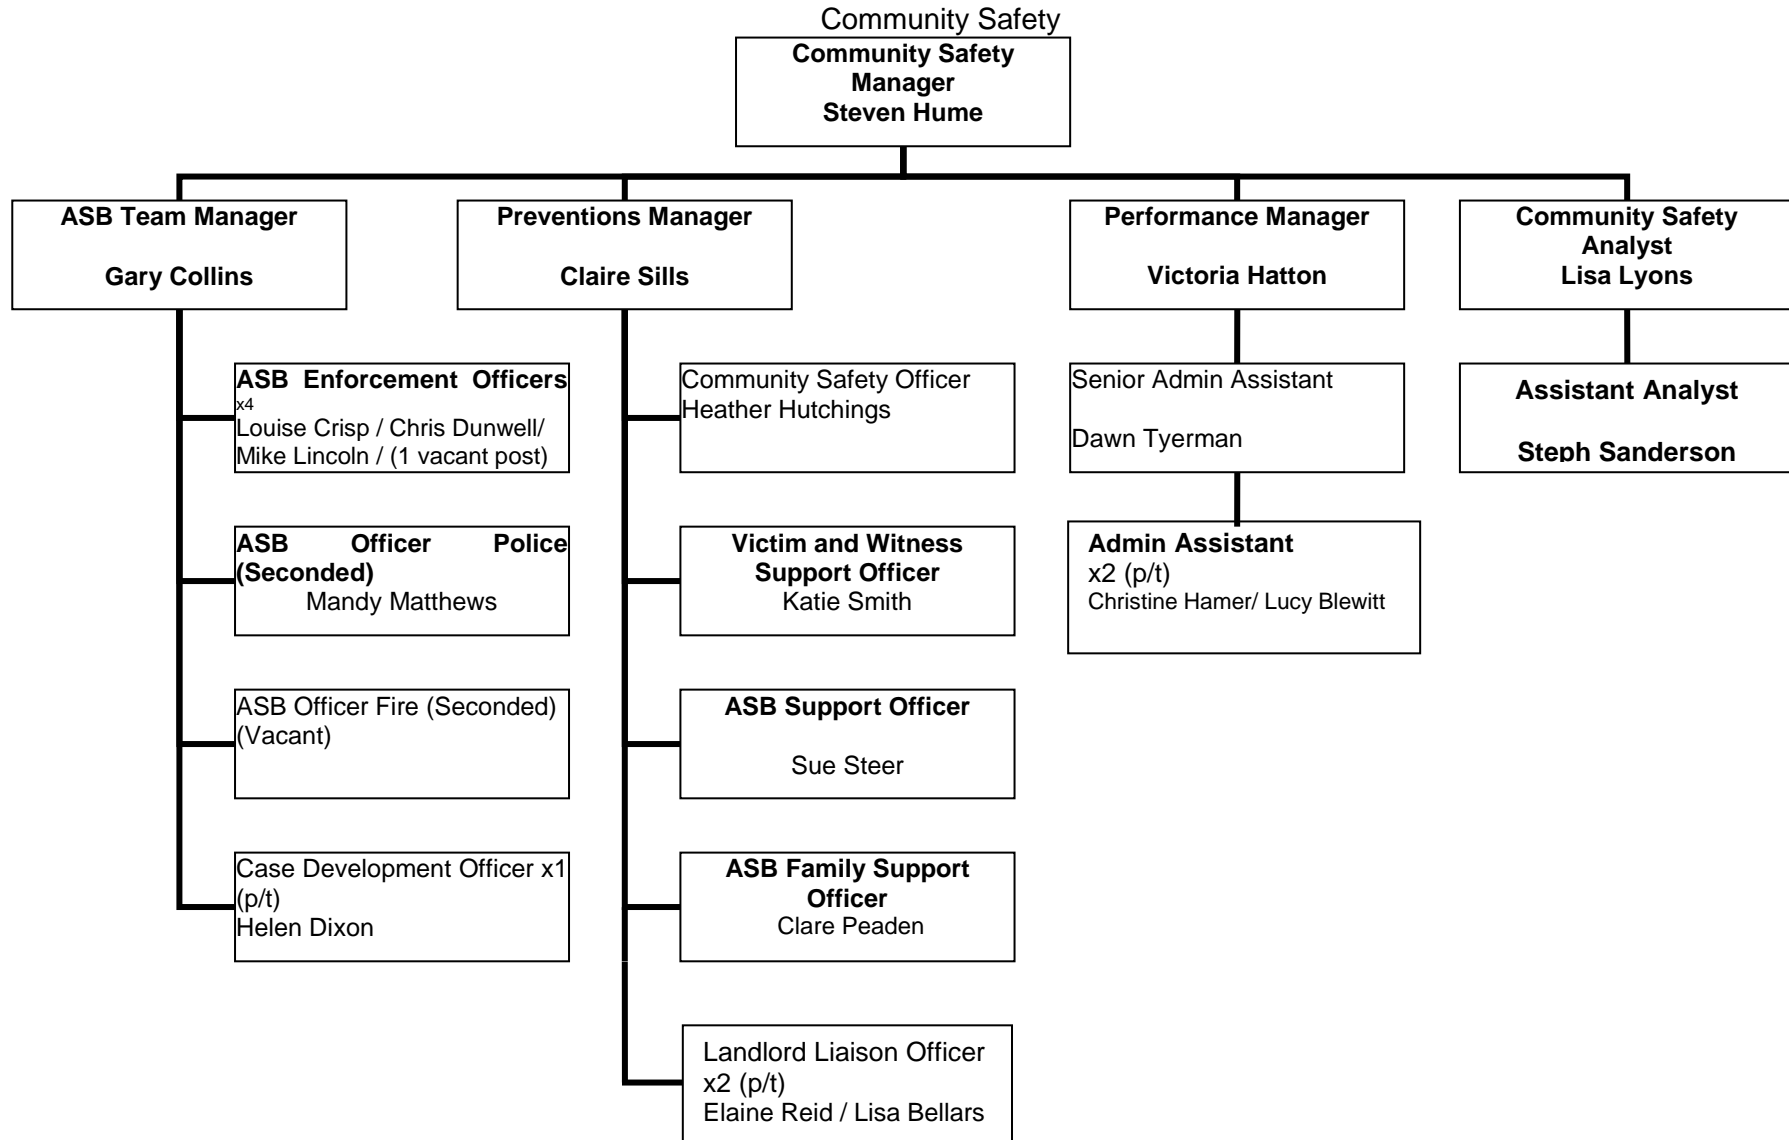 Community Safety
Community Safety
Manager
Steven Hume
ASB Team Manager
Gary Collins
Preventions Manager
Claire Sills
Performance Manager
Victoria Hatton
Community Safety
Analyst
Lisa Lyons
ASB Enforcement Officers
x4
Louise Crisp / Chris Dunwell/
Mike Lincoln / (1 vacant post)
Community Safety Officer
Heather Hutchings
Senior Admin Assistant
Dawn Tyerman
Assistant Analyst
Steph Sanderson
ASB Officer Police
(Seconded)
Mandy Matthews
Victim and Witness
Support Officer
Katie Smith
Admin Assistant
x2 (p/t)
Christine Hamer/ Lucy Blewitt
ASB Officer Fire (Seconded)
(Vacant)
ASB Support Officer
Sue Steer
Case Development Officer x1
(p/t)
Helen Dixon
ASB Family Support
Officer
Clare Peaden
Landlord Liaison Officer
x2 (p/t)
Elaine Reid / Lisa Bellars